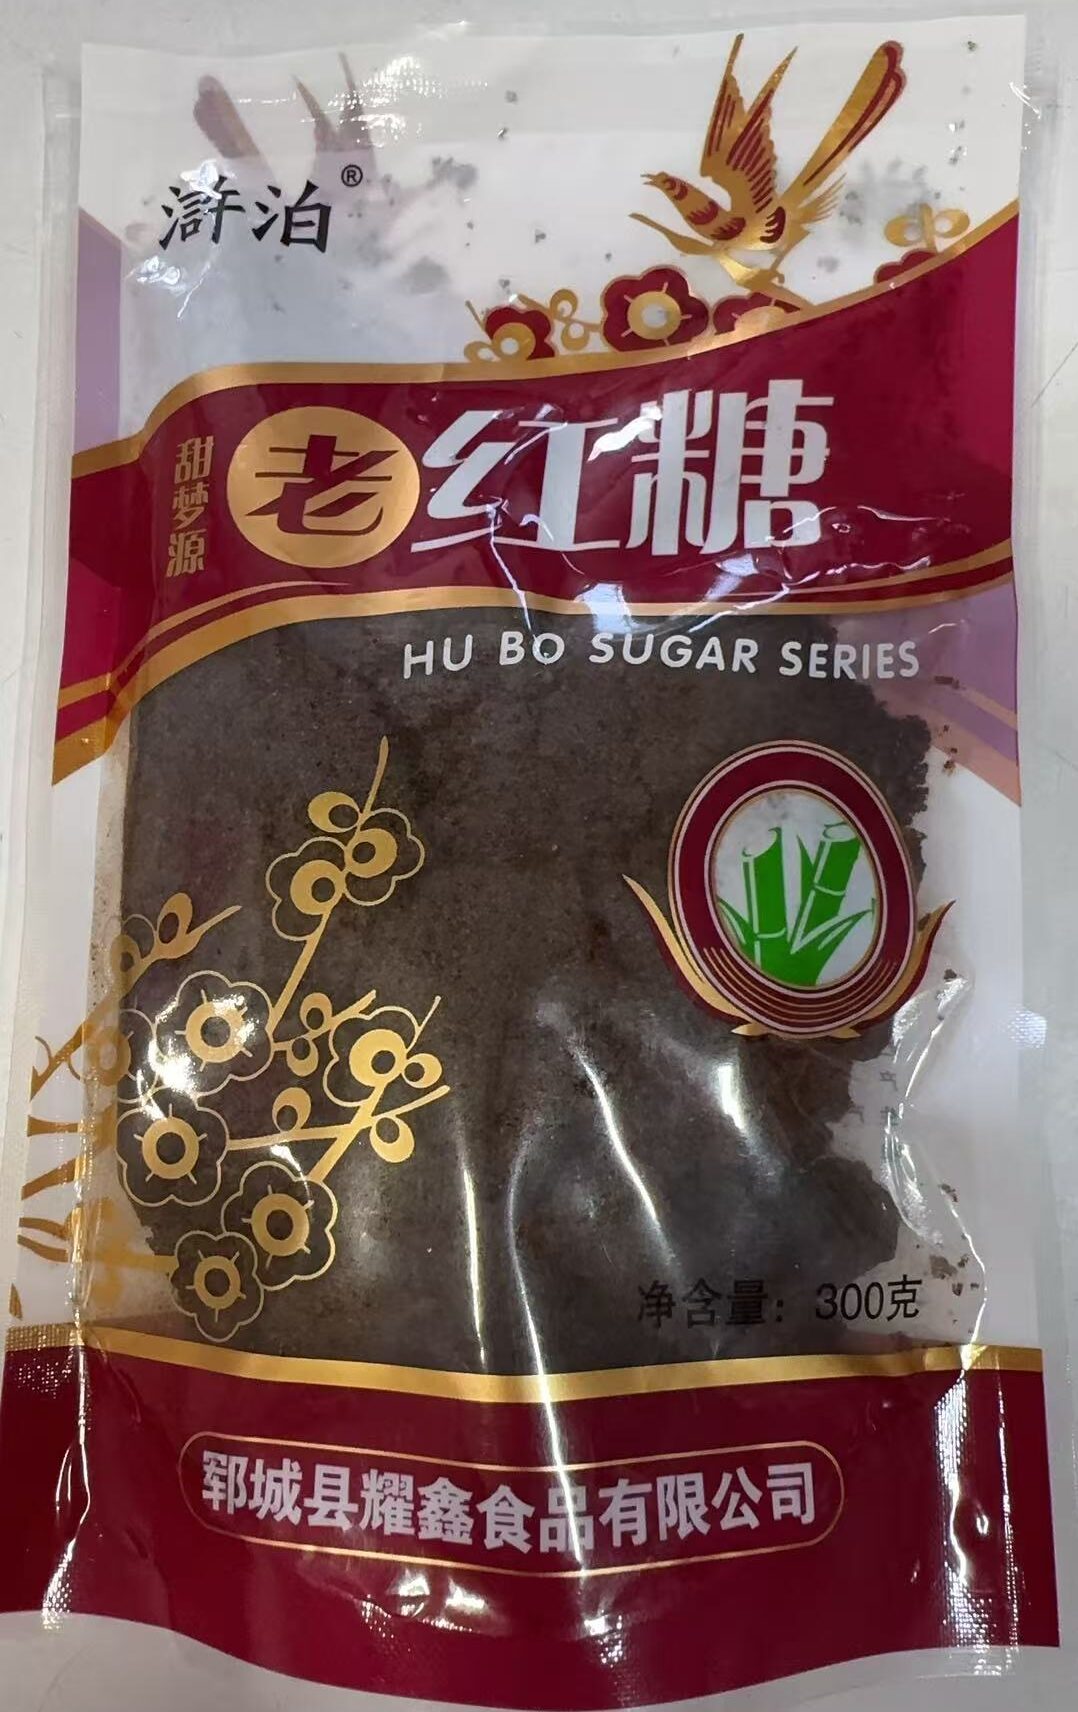 浒泊®
甜梦源
老红糖
HU BO SUGAR SERIES
净含量：300克
郓城县耀鑫食品有限公司